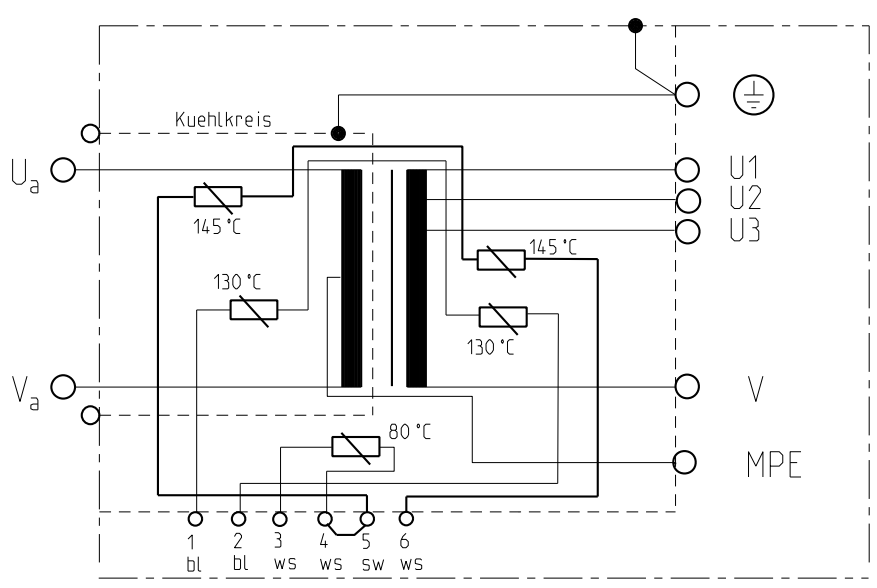 Kuehlkreis
Ua
U1
U2
U3
145°C
145°C
130°C
130°C
Va
V
80°C
MPE
1 2 3 4 5 6
bl bl ws ws sw ws